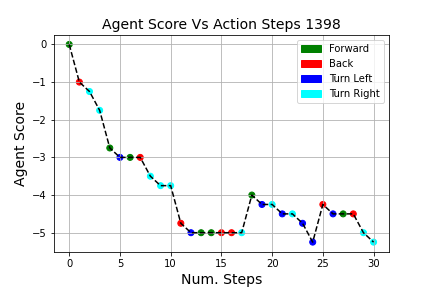 Agent Score Vs Action Steps 1398
Forward
Back
Turn Left
Turn Right
Agent Score
0
−1
−2
−3
−4
−5
0 5 10 15 20 25 30
Num. Steps